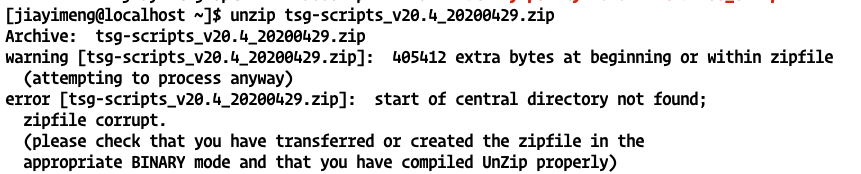 [jiayimeng@localhost ~]$ unzip tsg-scripts_v20.4_20200429.zip
Archive:  tsg-scripts_v20.4_20200429.zip
warning [tsg-scripts_v20.4_20200429.zip]:  405412 extra bytes at beginning or within zipfile
  (attempting to process anyway)
error [tsg-scripts_v20.4_20200429.zip]:  start of central directory not found;
  zipfile corrupt.
  (please check that you have transferred or created the zipfile in the
  appropriate BINARY mode and that you have compiled UnZip properly)